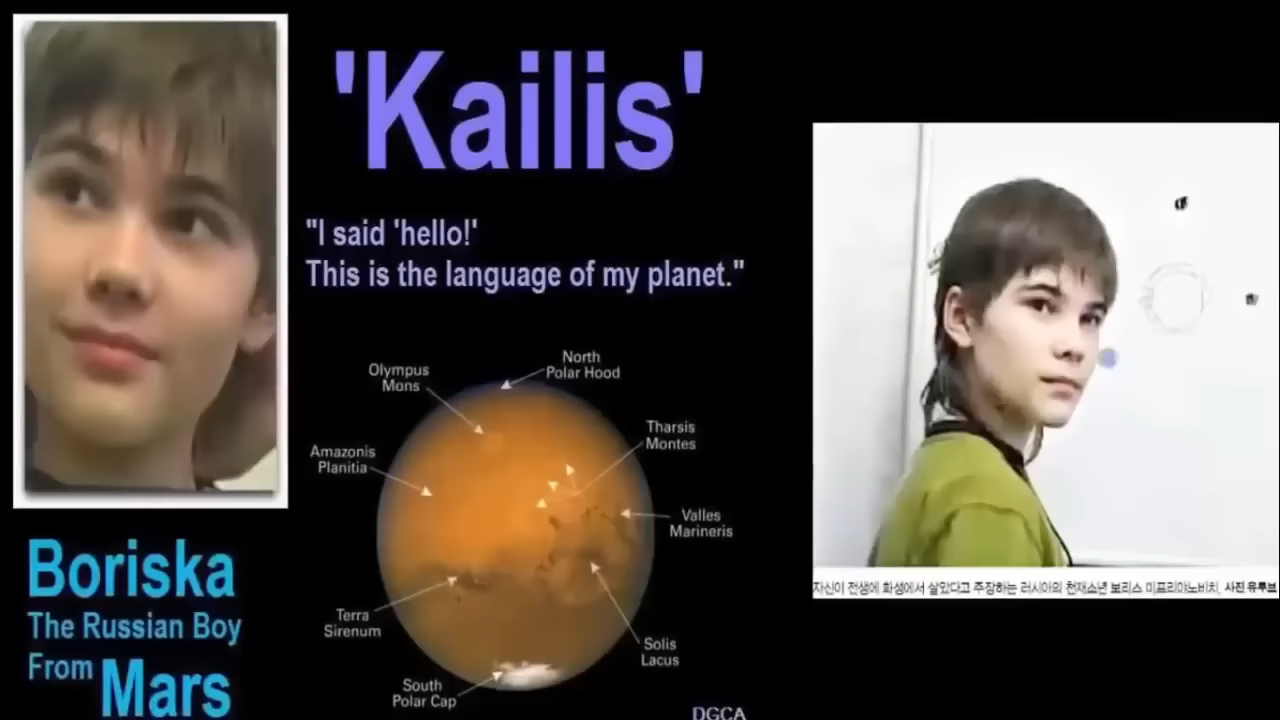 'Kailis'
"I said 'hello!'
This is the language of my planet."
Boriska
The Russian Boy
From Mars
North
Polar Hood
Olympus
Mons
Tharsis
Montes
Amazonis
Planitia
Valles
Marineris
Terra
Sirenum
Solis
Lacus
South
Polar Cap
DGCA
자신이 전생에 화성에서 살았다고 주장하는 러시아의 천재소년 보리스 미프리야노비치. 사진 유투브